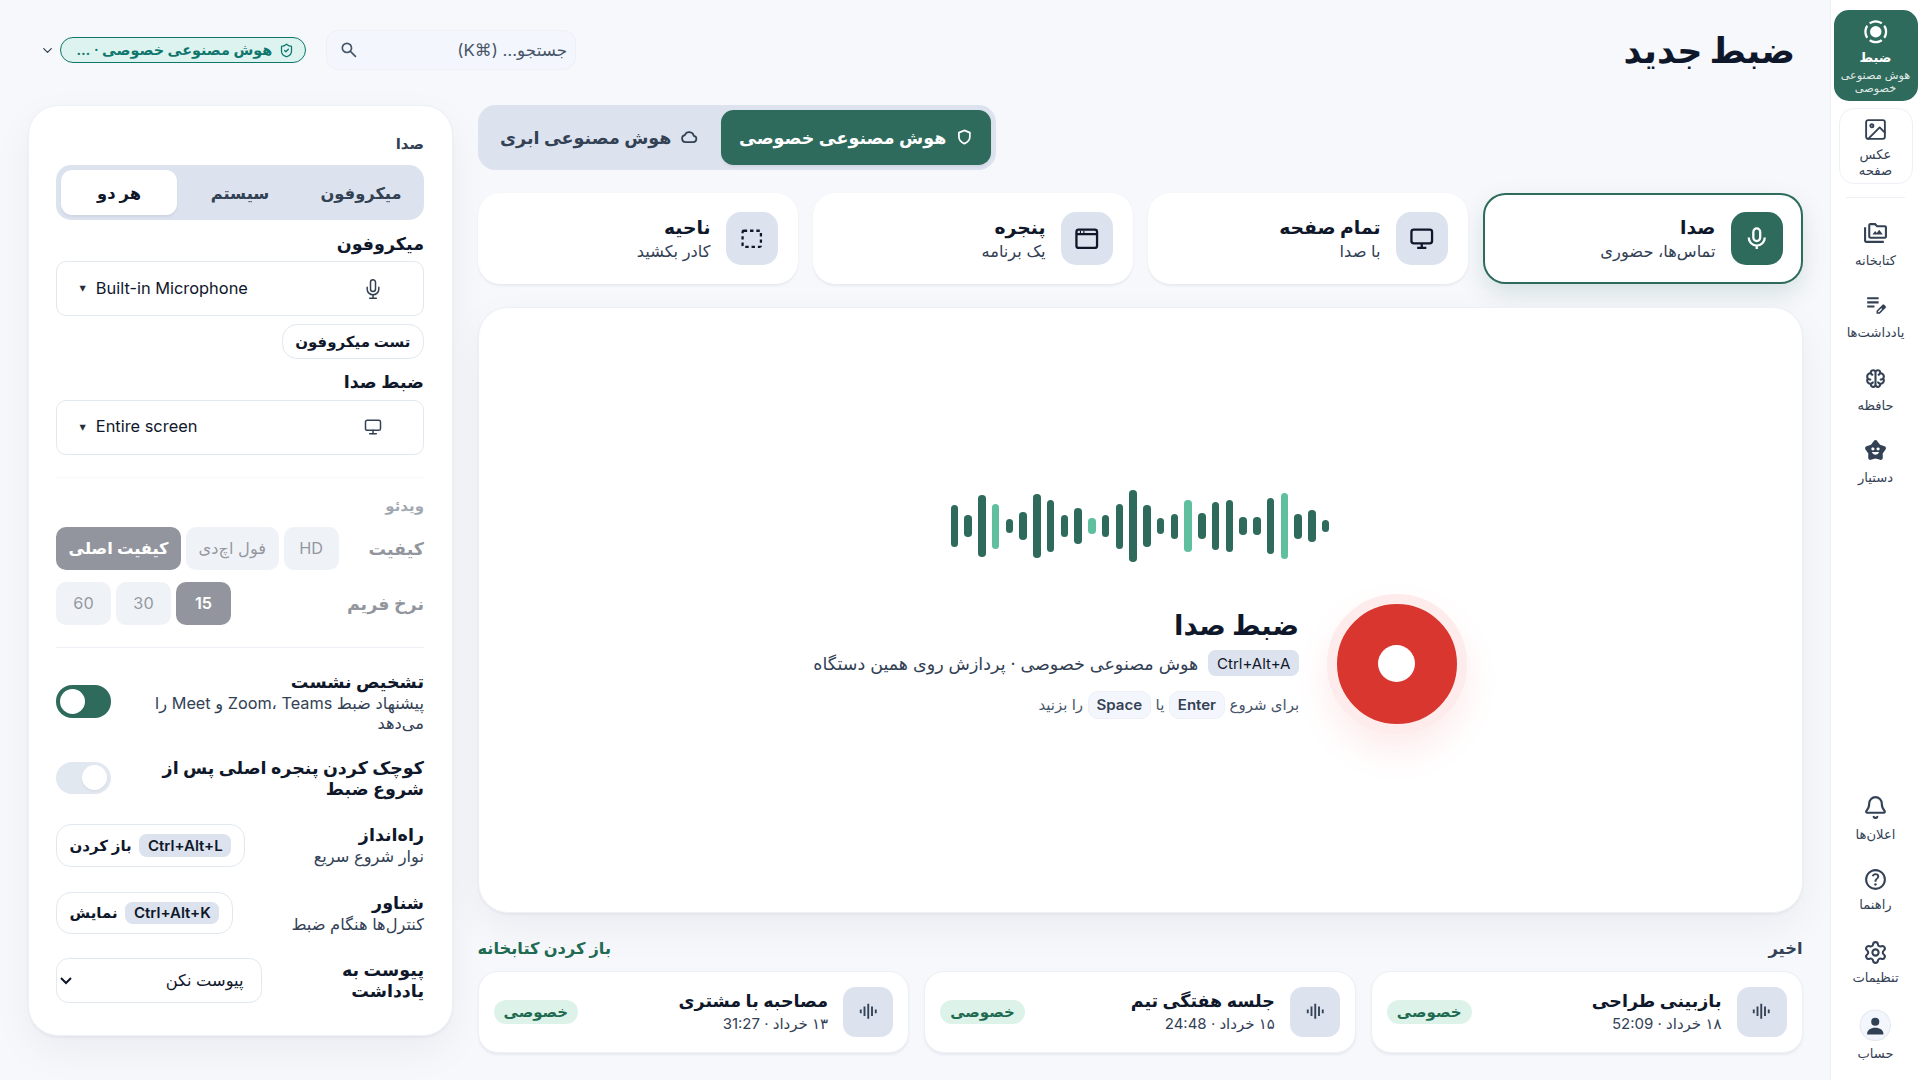 ضبط
هوش مصنوعی
خصوصی
عکس
صفحه
کتابخانه
یادداشت‌ها
حافظه
دستیار
اعلان‌ها
راهنما
تنظیمات
حساب
ضبط جدید
جستجو... (⌘K)
هوش مصنوعی خصوصی · ...
هوش مصنوعی خصوصی
هوش مصنوعی ابری
صدا
تماس‌ها، حضوری
تمام صفحه
با صدا
پنجره
یک برنامه
ناحیه
کادر بکشید
ضبط صدا
Ctrl+Alt+A هوش مصنوعی خصوصی · پردازش روی همین دستگاه
برای شروع Enter یا Space را بزنید
اخیر
باز کردن کتابخانه
بازبینی طراحی
۱۸ خرداد · 52:09
خصوصی
جلسه هفتگی تیم
۱۵ خرداد · 24:48
خصوصی
مصاحبه با مشتری
۱۳ خرداد · 31:27
خصوصی
صدا
میکروفون
سیستم
هر دو
میکروفون
Built-in Microphone
تست میکروفون
ضبط صدا
Entire screen
ویدئو
کیفیت
HD
فول اچ‌دی
کیفیت اصلی
نرخ فریم
15
30
60
تشخیص نشست
پیشنهاد ضبط Zoom، Teams و Meet را
می‌دهد
کوچک کردن پنجره اصلی پس از
شروع ضبط
راه‌انداز
نوار شروع سریع
Ctrl+Alt+L باز کردن
شناور
کنترل‌ها هنگام ضبط
Ctrl+Alt+K نمایش
پیوست به
یادداشت
پیوست نکن